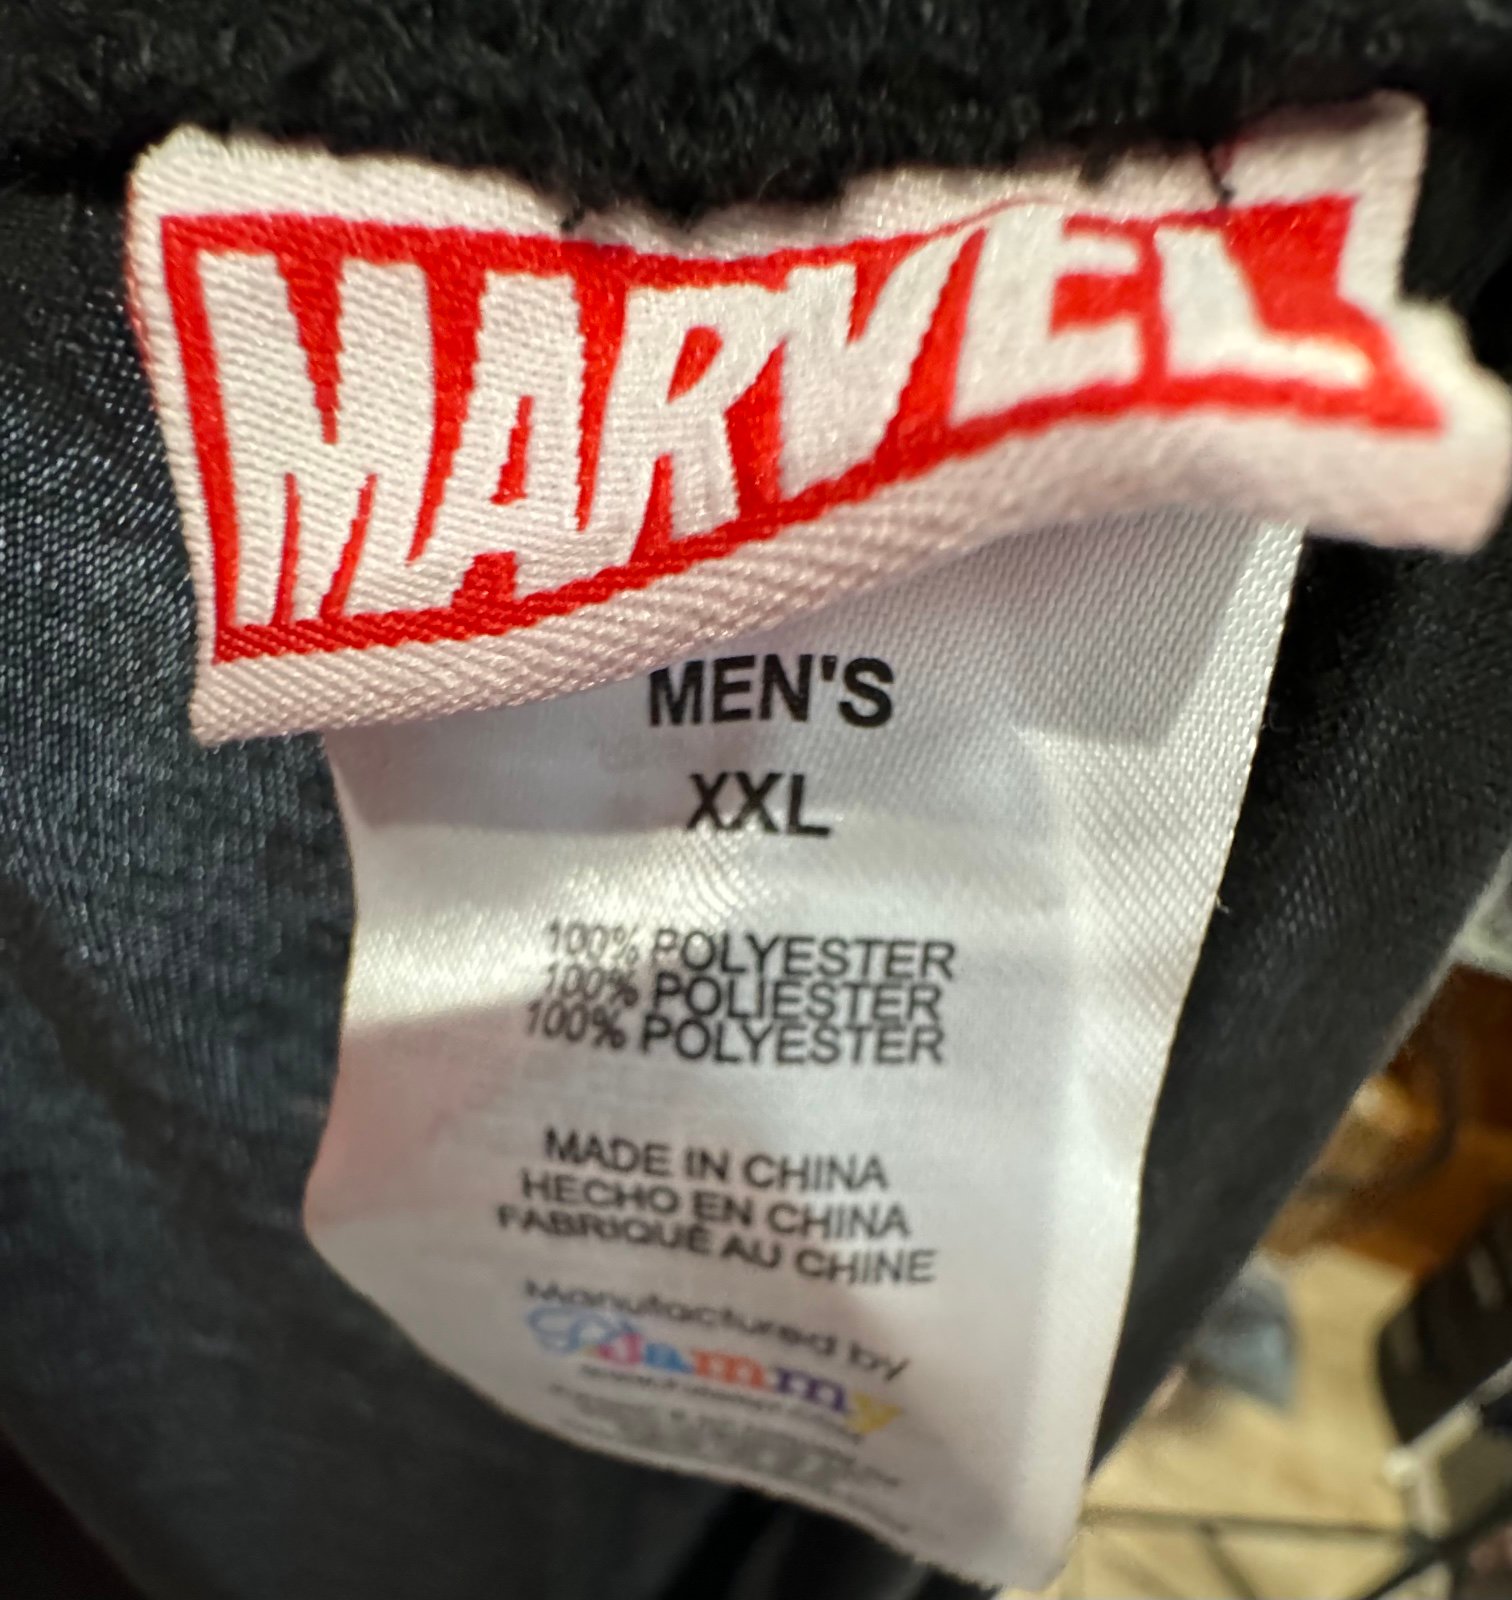 MARVEL
MEN'S
XXL
100% POLYESTER
100% POLIESTER
100% POLYESTER
MADE IN CHINA
HECHO EN CHINA
FABRIQUÉ AU CHINE
Manufactured by
PJammy